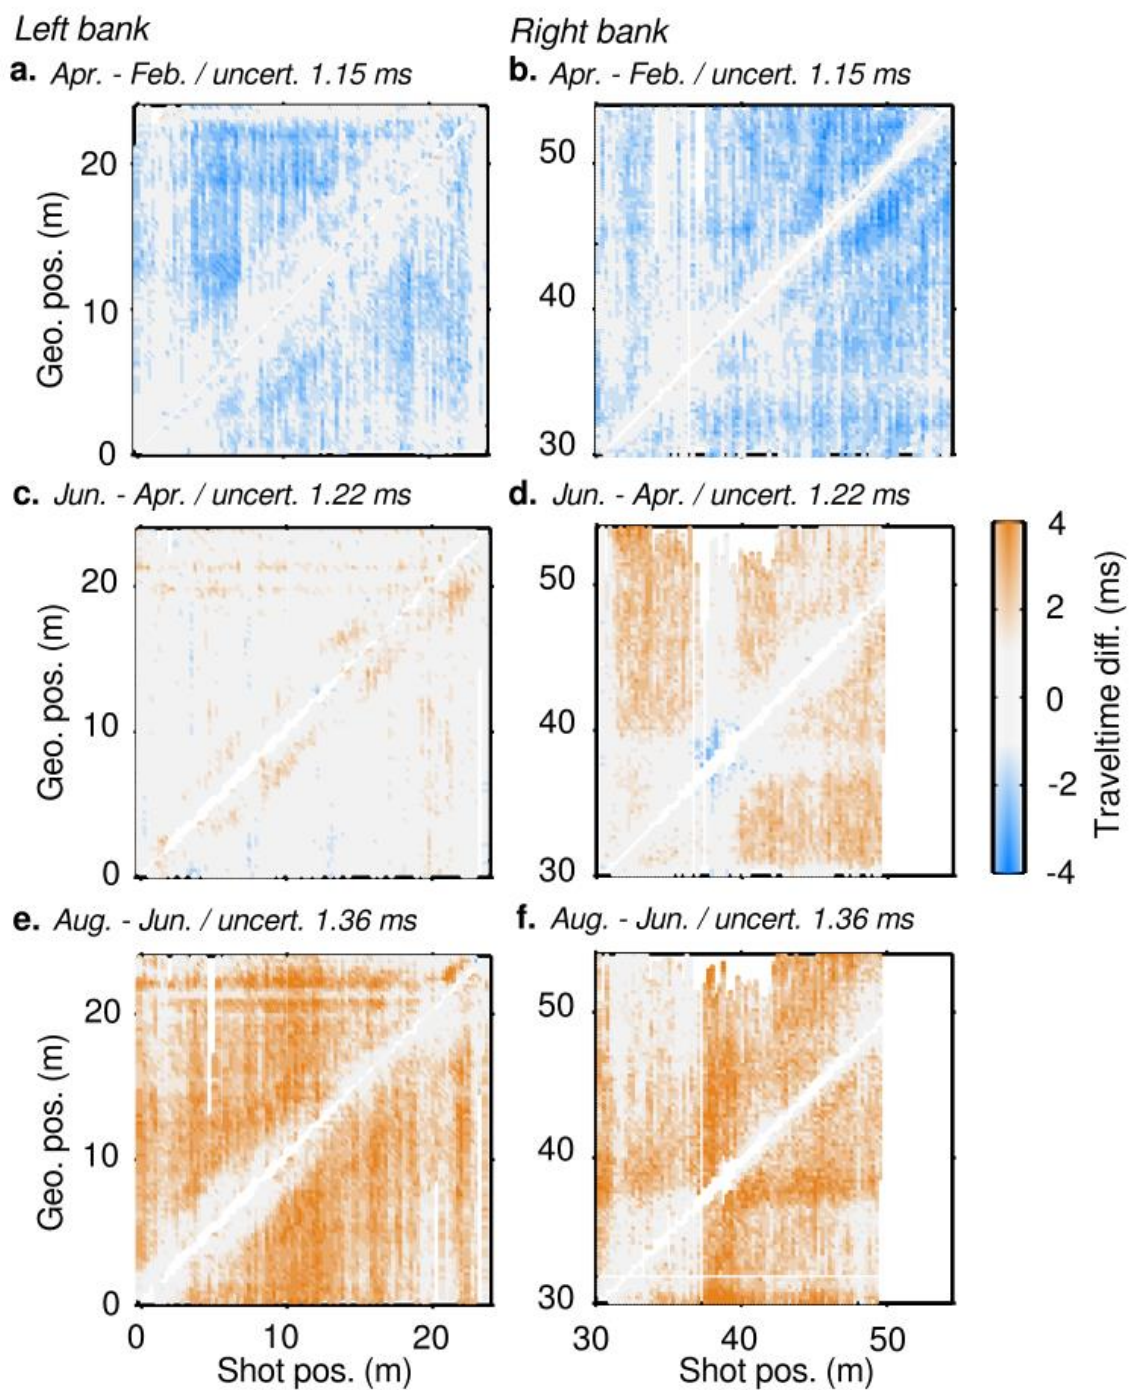 Left bank
Right bank
a. Apr. - Feb. / uncert. 1.15 ms
b. Apr. - Feb. / uncert. 1.15 ms
Geo. pos. (m)
20
10
0
50
40
30
c. Jun. - Apr. / uncert. 1.22 ms
d. Jun. - Apr. / uncert. 1.22 ms
Geo. pos. (m)
20
10
0
50
40
30
4
2
0
-2
-4
Traveltime diff. (ms)
e. Aug. - Jun. / uncert. 1.36 ms
f. Aug. - Jun. / uncert. 1.36 ms
Geo. pos. (m)
20
10
0
50
40
30
0 10 20
30 40 50
Shot pos. (m)
Shot pos. (m)